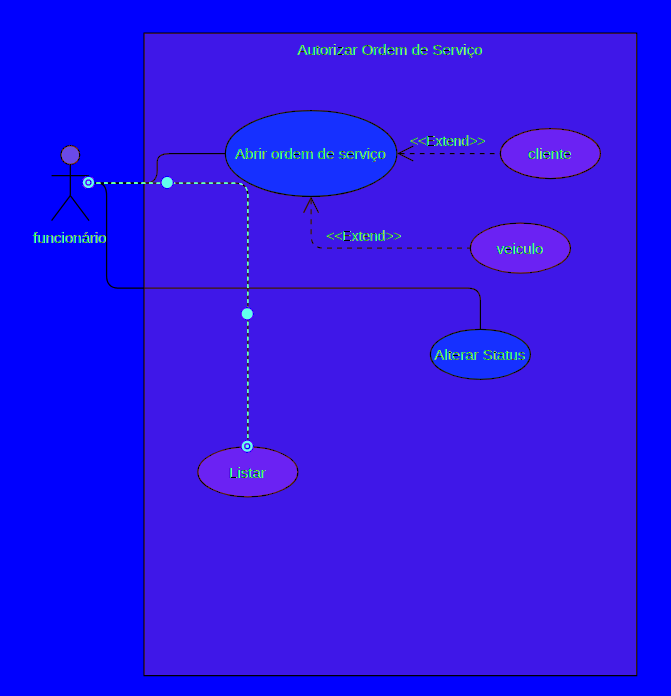 Autorizar Ordem de Serviço
Abrir ordem de serviço
<<Extend>>
cliente
funcionário
<<Extend>>
veiculo
Alterar Status
Listar